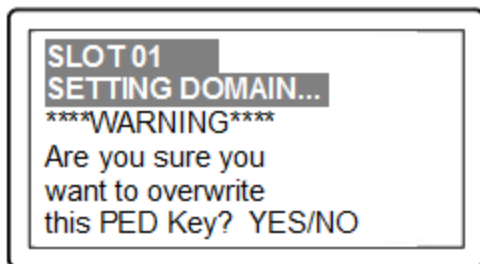 SLOT 01
SETTING DOMAIN...
****WARNING****
Are you sure you
want to overwrite
this PED Key? YES/NO